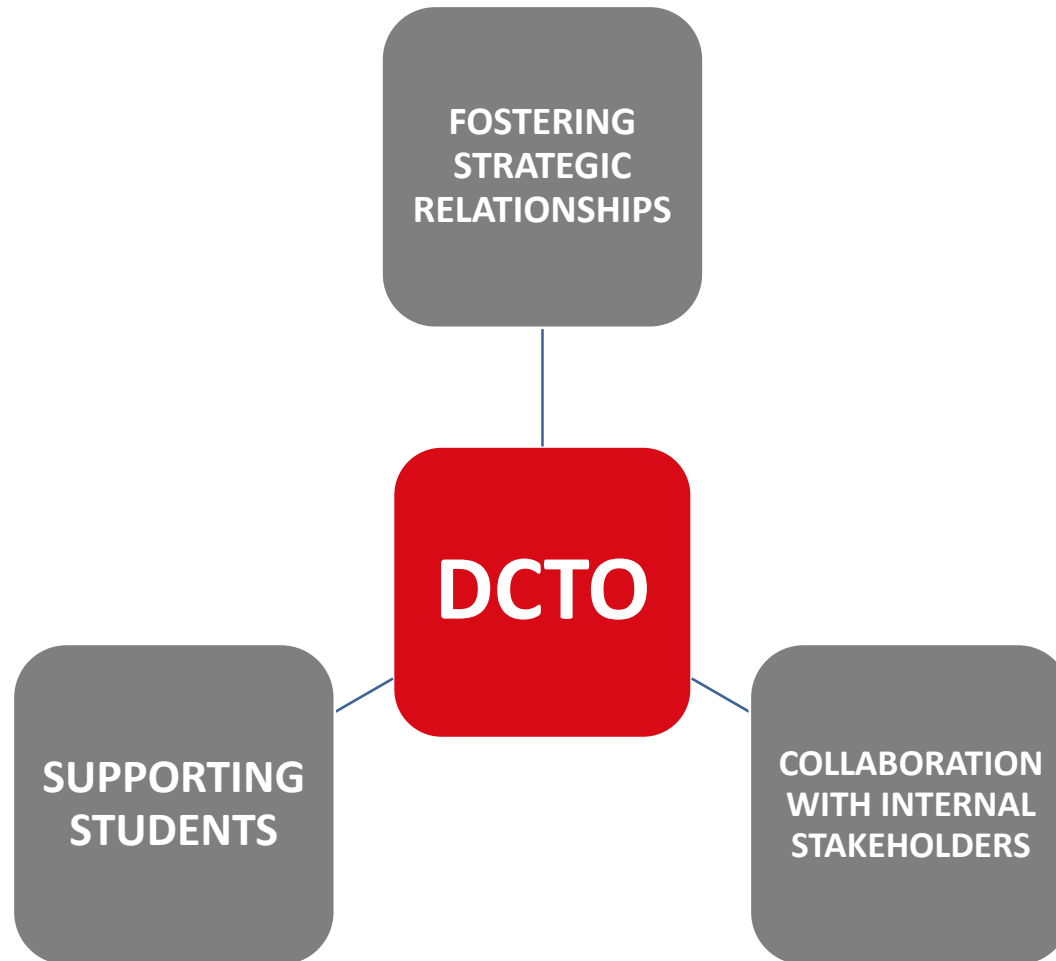 FOSTERING
STRATEGIC
RELATIONSHIPS
DCTO
SUPPORTING
STUDENTS
COLLABORATION
WITH INTERNAL
STAKEHOLDERS